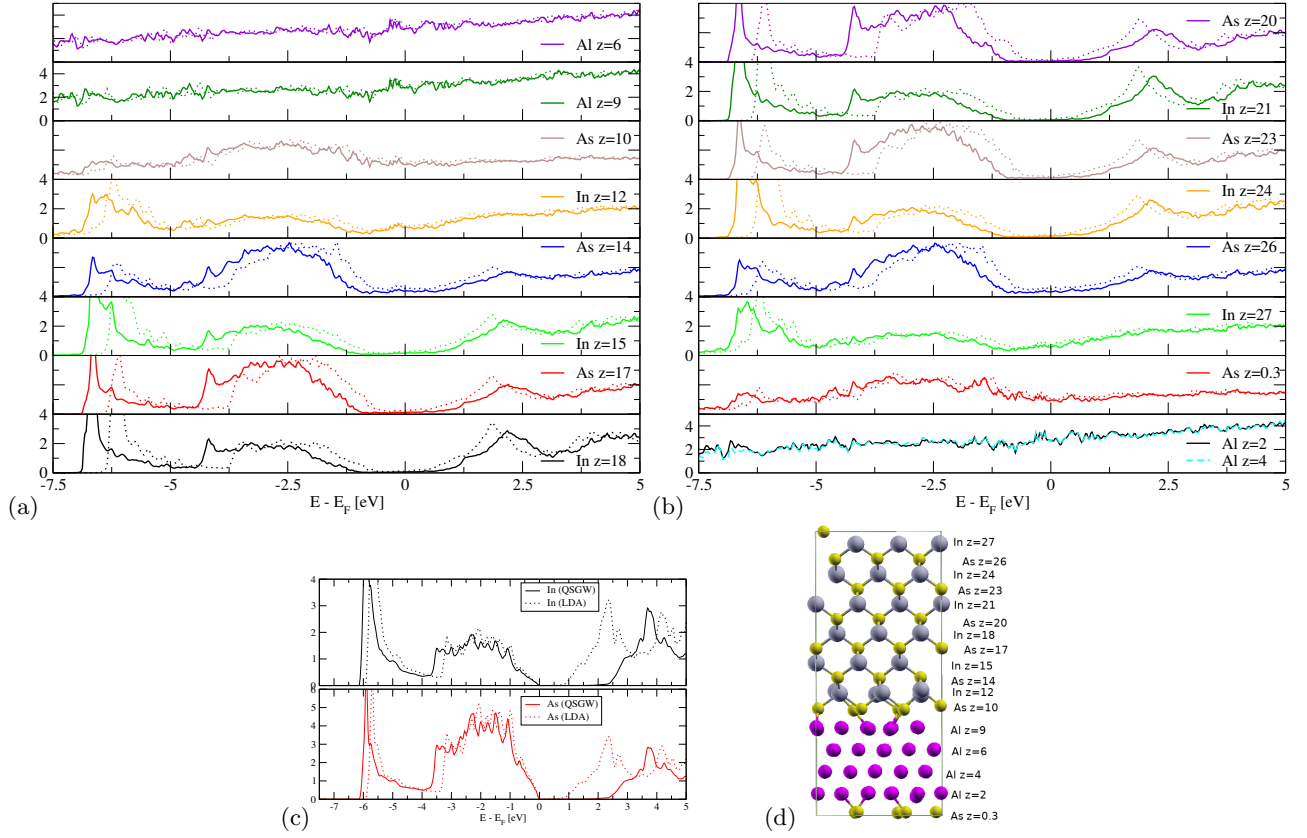 Al z=6
4
2
0
Al z=9
As z=10
4
2
0
In z=12
As z=14
4
2
0
In z=15
As z=17
4
2
0
In z=18
-7.5 -5 -2.5 0 2.5 5
E - E_F [eV]
(a)
As z=20
4
2
0
In z=21
As z=23
4
2
0
In z=24
As z=26
4
2
0
In z=27
As z=0.3
4
2
0
Al z=2
Al z=4
-7.5 -5 -2.5 0 2.5 5
E - E_F [eV]
(b)
4
3
2
1
0
In (QSGW)
In (LDA)
6
5
4
3
2
1
0
As (QSGW)
As (LDA)
-7 -6 -5 -4 -3 -2 -1 0 1 2 3 4 5
E - E_F [eV]
(c)
In z=27
As z=26
In z=24
As z=23
In z=21
As z=20
In z=18
As z=17
In z=15
As z=14
In z=12
As z=10
Al z=9
Al z=6
Al z=4
Al z=2
As z=0.3
(d)